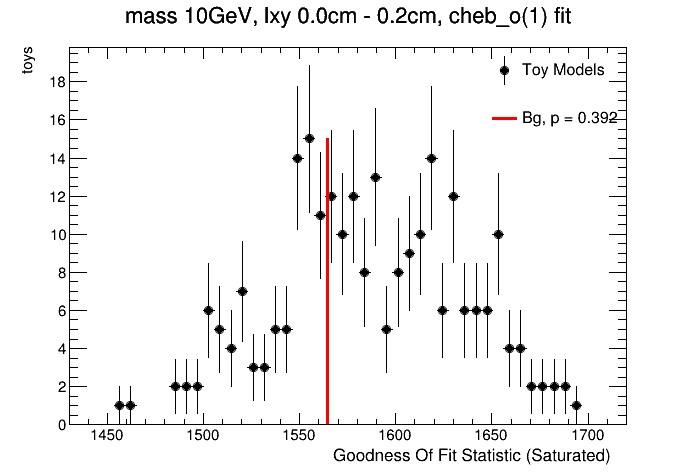 mass 10GeV, lxy 0.0cm - 0.2cm, cheb_o(1) fit
toys
18
16
14
12
10
8
6
4
2
0
Toy Models
Bg, p = 0.392
1450 1500 1550 1600 1650 1700
Goodness Of Fit Statistic (Saturated)